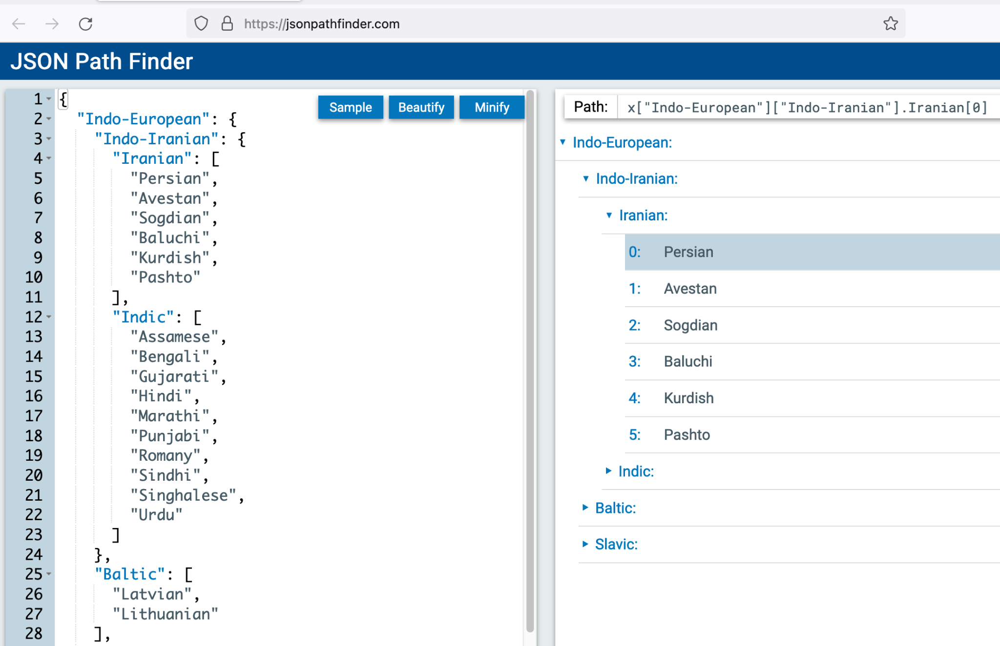 https://jsonpathfinder.com
JSON Path Finder
Sample Beautify Minify
1 {
2 "Indo-European": {
3 "Indo-Iranian": {
4 "Iranian": [
5 "Persian",
6 "Avestan",
7 "Sogdian",
8 "Baluchi",
9 "Kurdish",
10 "Pashto"
11 ],
12 "Indic": [
13 "Assamese",
14 "Bengali",
15 "Gujarati",
16 "Hindi",
17 "Marathi",
18 "Punjabi",
19 "Romany",
20 "Sindhi",
21 "Singhalese",
22 "Urdu"
23 ]
24 },
25 "Baltic": [
26 "Latvian",
27 "Lithuanian"
28 ],
Path: x["Indo-European"]["Indo-Iranian"].Iranian[0]
Indo-European:
Indo-Iranian:
Iranian:
0: Persian
1: Avestan
2: Sogdian
3: Baluchi
4: Kurdish
5: Pashto
Indic:
Baltic:
Slavic: